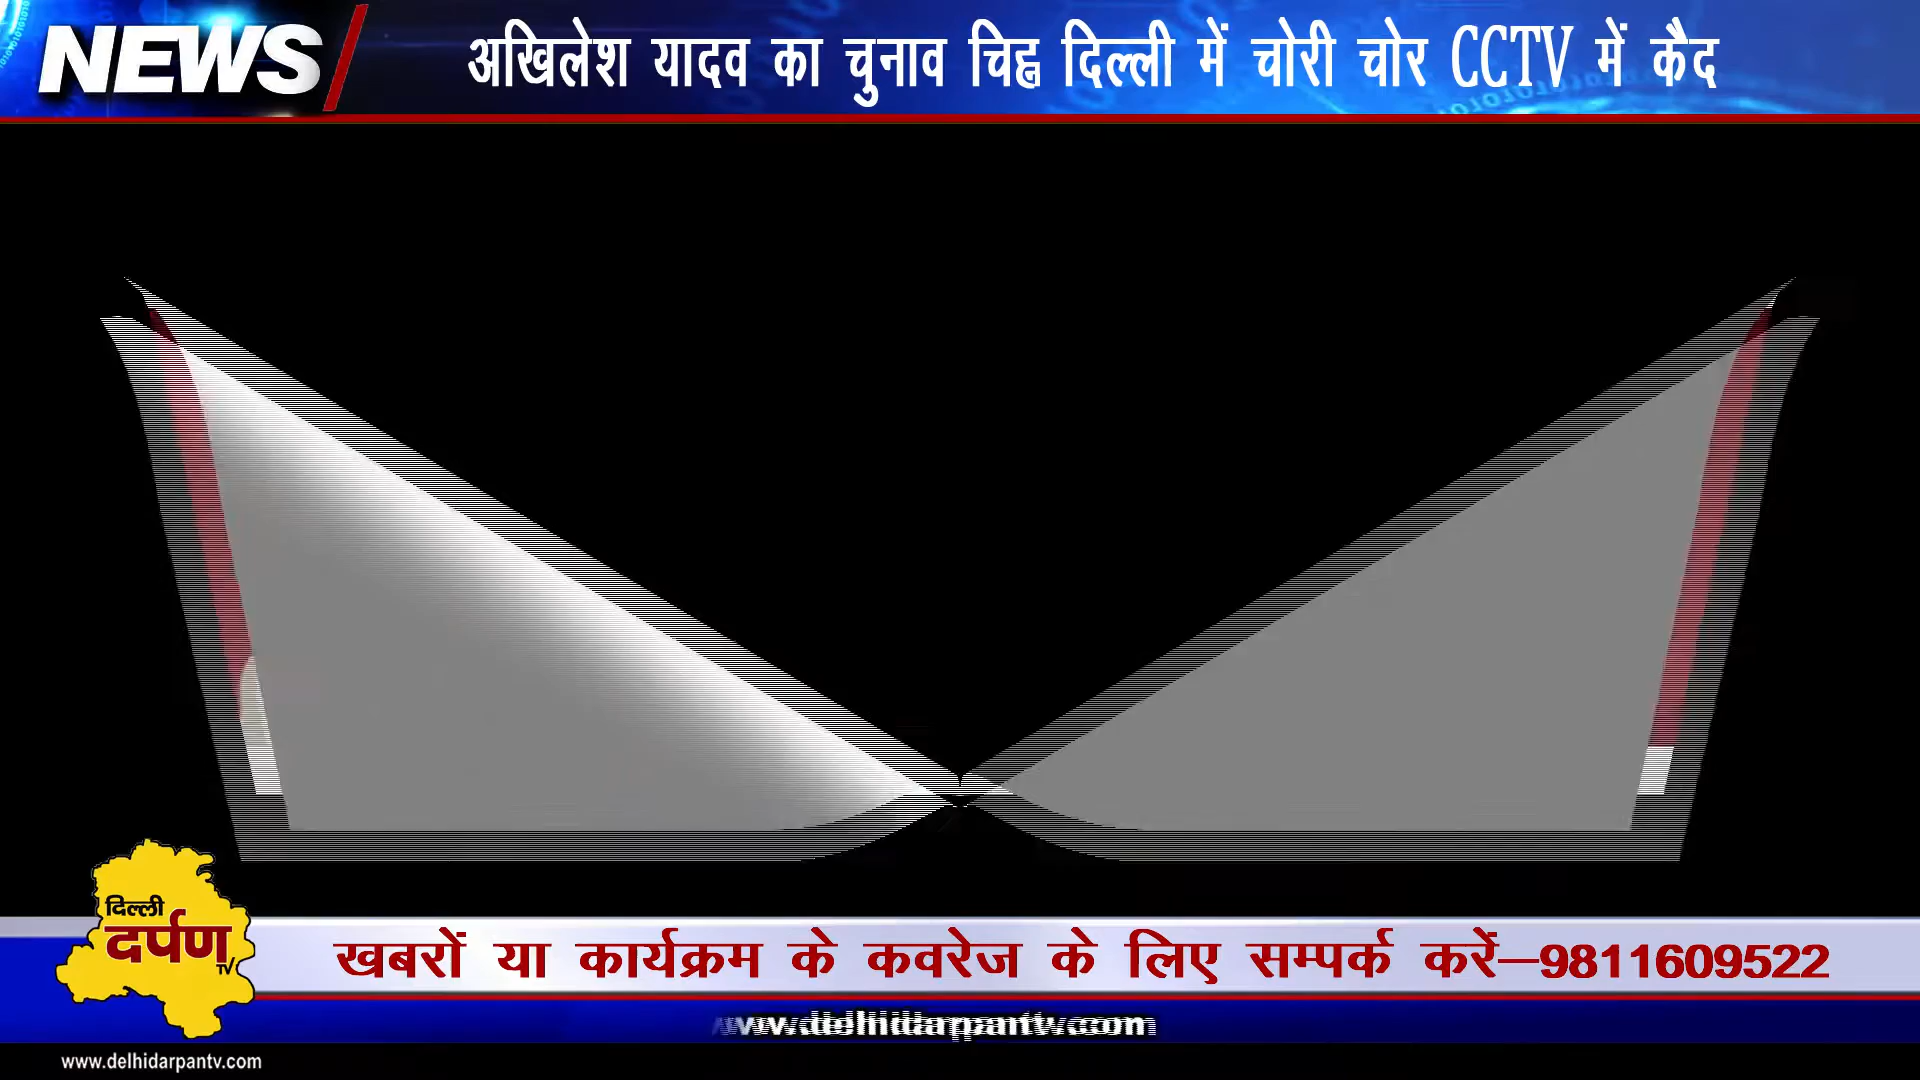 NEWS
अखिलेश यादव का चुनाव चिह्न दिल्ली में चोरी चोर CCTV में कैद
दिल्ली
दर्पण
TV
खबरों या कार्यक्रम के कवरेज के लिए सम्पर्क करें–9811609522
www.delhidarpantv.com
www.delhidarpantv.com